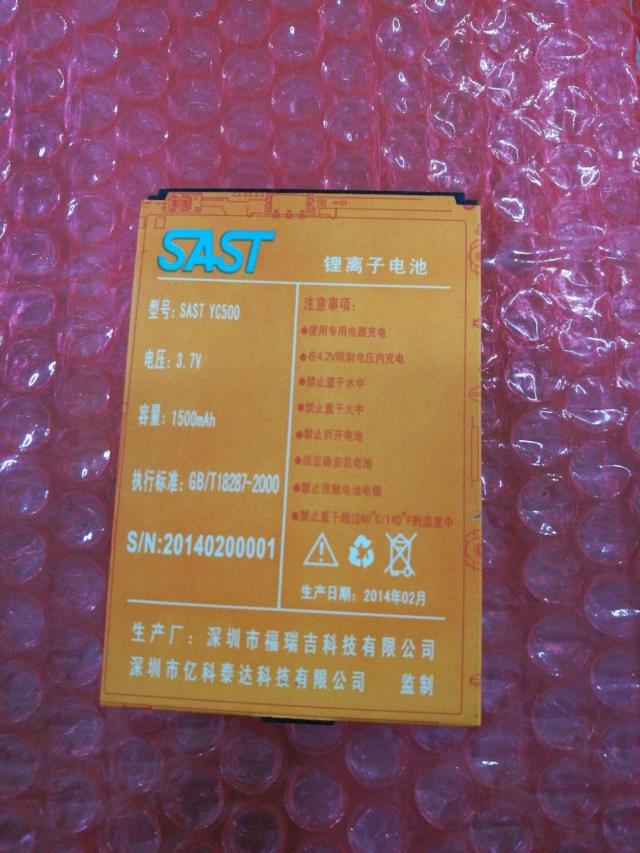 SAST
锂离子电池
型号: SAST YC500
电压: 3.7V
容量: 1500mAh
执行标准: GB/T18287-2000
S/N:20140200001
注意事项:
●使用专用电器充电
●在4.2V限制电压内充电
●禁止置于水中
●禁止置于火中
●禁止拆开电池
●须正确安装电池
●禁止接触电池电极
●禁止置于超过60°C/140°F的温度中
生产日期: 2014年02月
生产厂: 深圳市福瑞吉科技有限公司
深圳市亿科泰达科技有限公司 监制